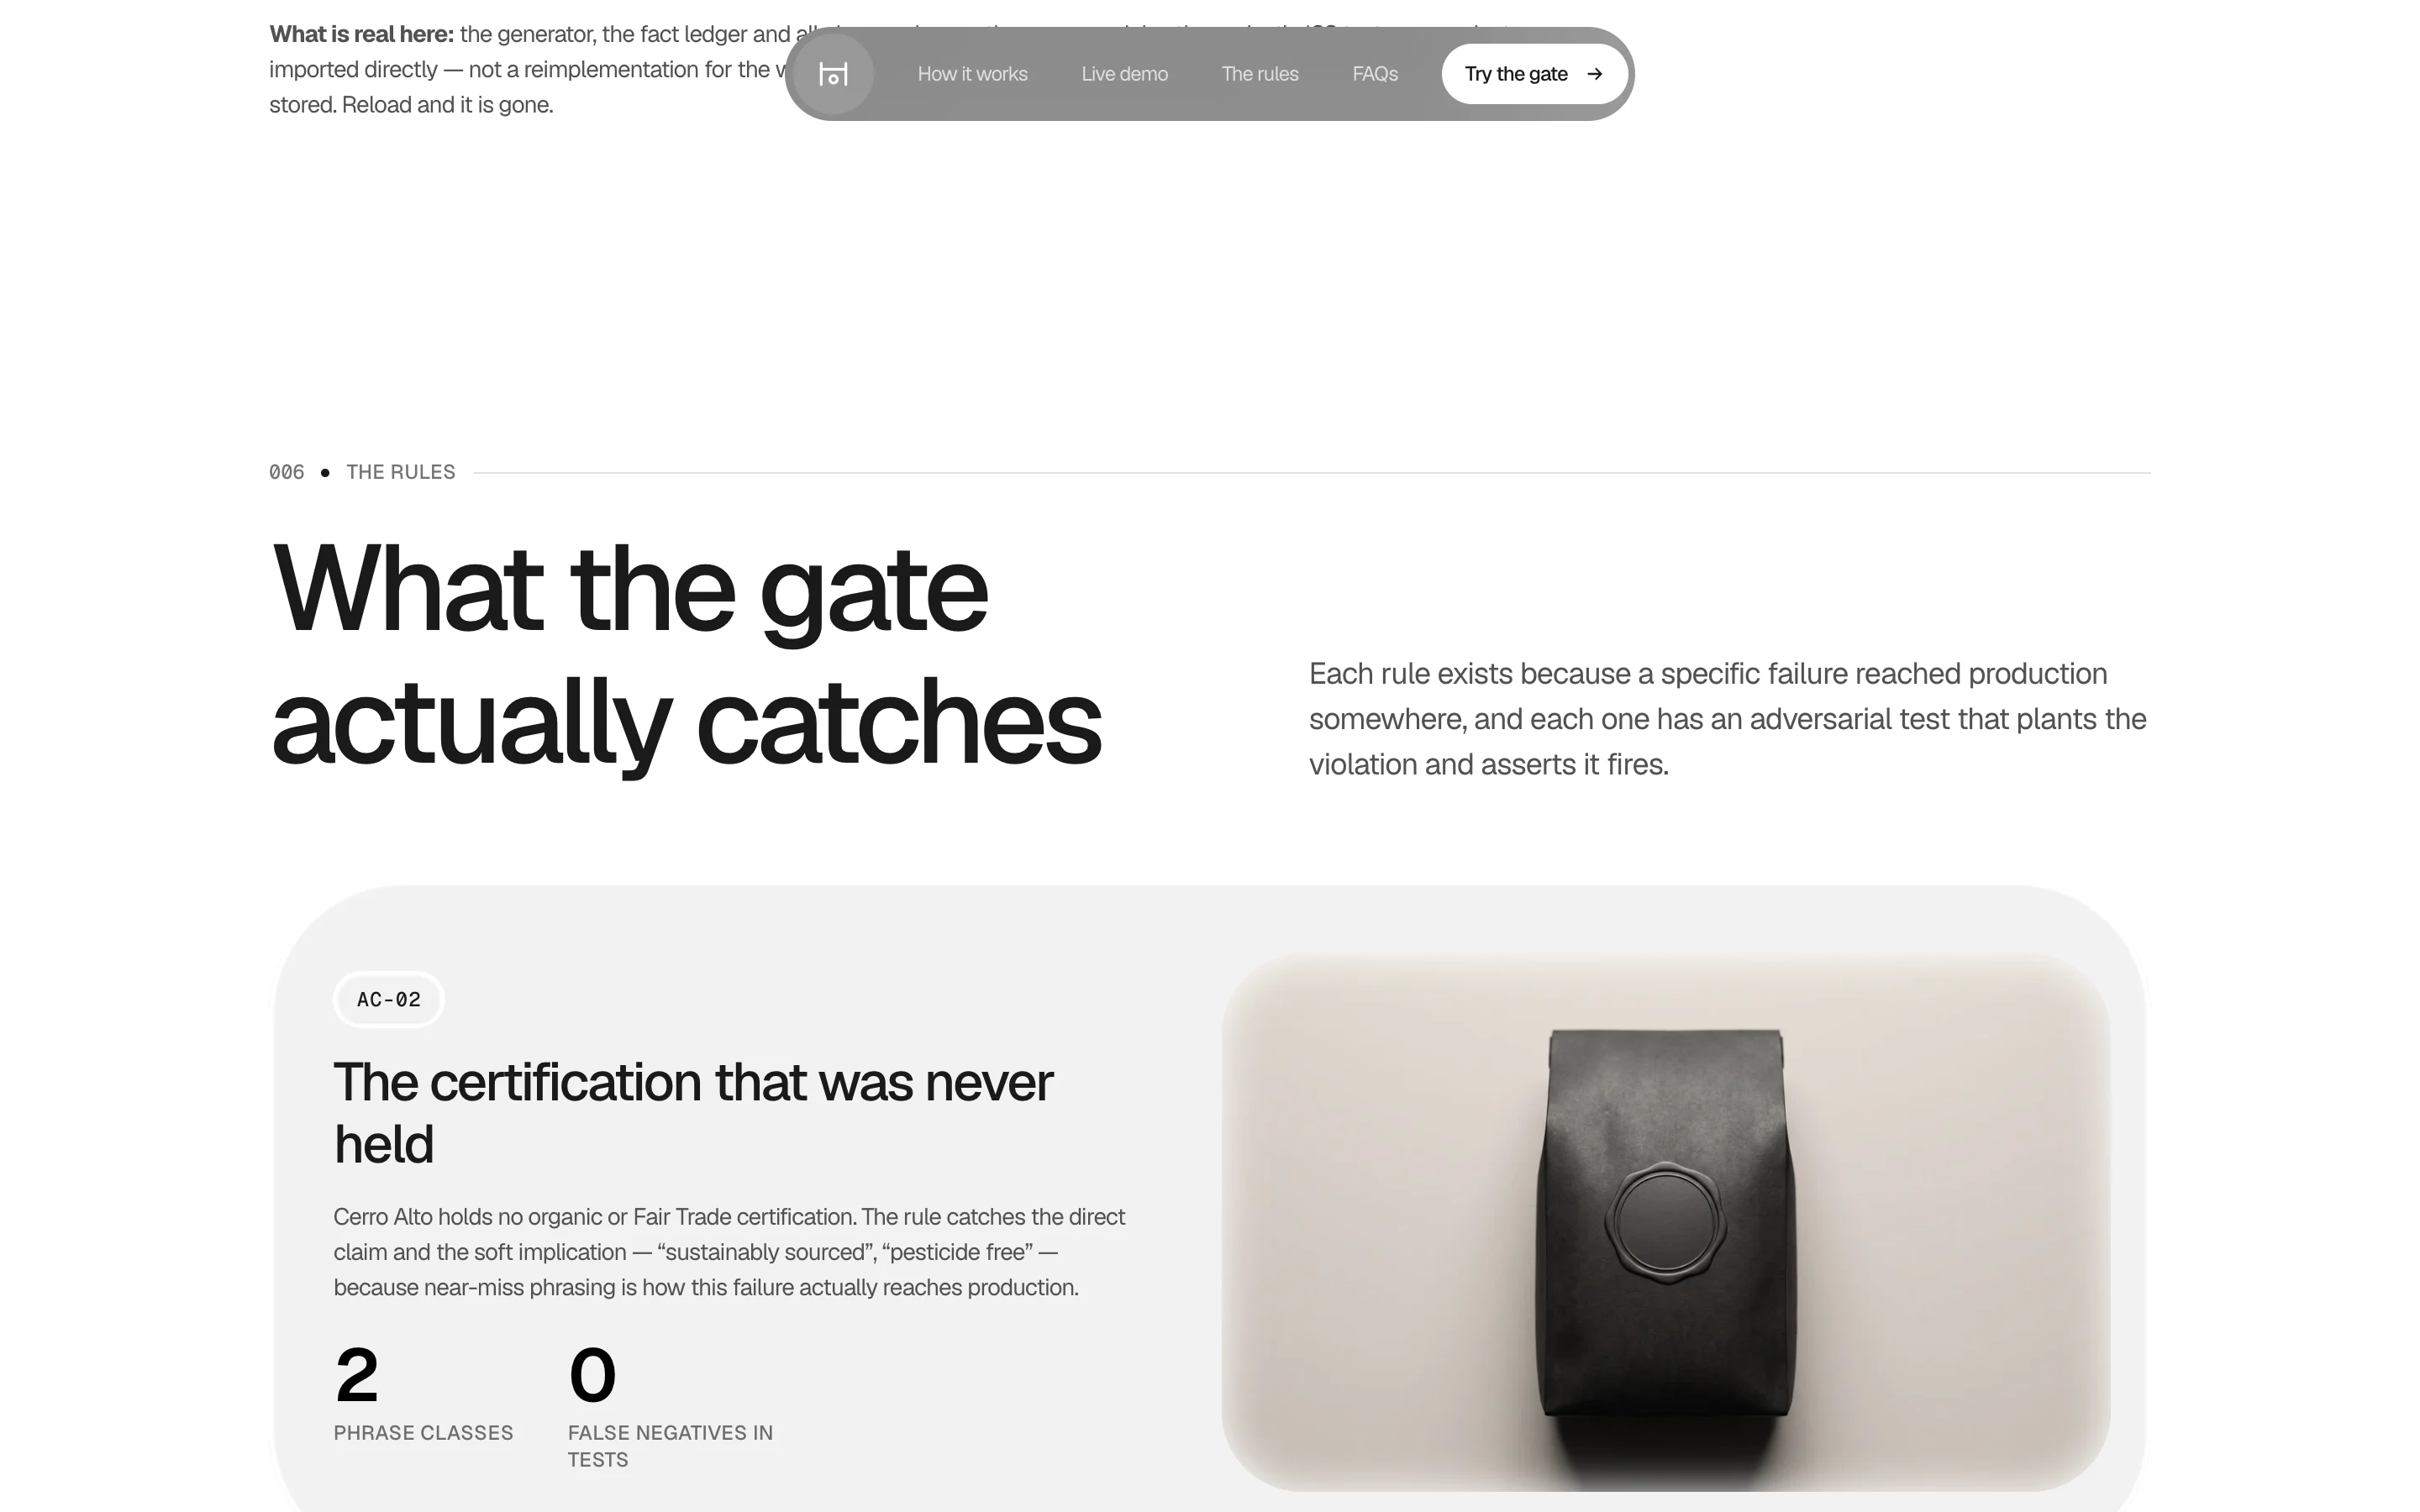 What is real here: the generator, the fact ledger and
imported directly — not a reimplementation for the
stored. Reload and it is gone.
How it works
Live demo
The rules
FAQs
Try the gate →
006 • THE RULES
What the gate
actually catches
Each rule exists because a specific failure reached production
somewhere, and each one has an adversarial test that plants the
violation and asserts it fires.
AC-02
The certification that was never
held
Cerro Alto holds no organic or Fair Trade certification. The rule catches the direct
claim and the soft implication — “sustainably sourced”, “pesticide free” —
because near-miss phrasing is how this failure actually reaches production.
2
PHRASE CLASSES
0
FALSE NEGATIVES IN
TESTS